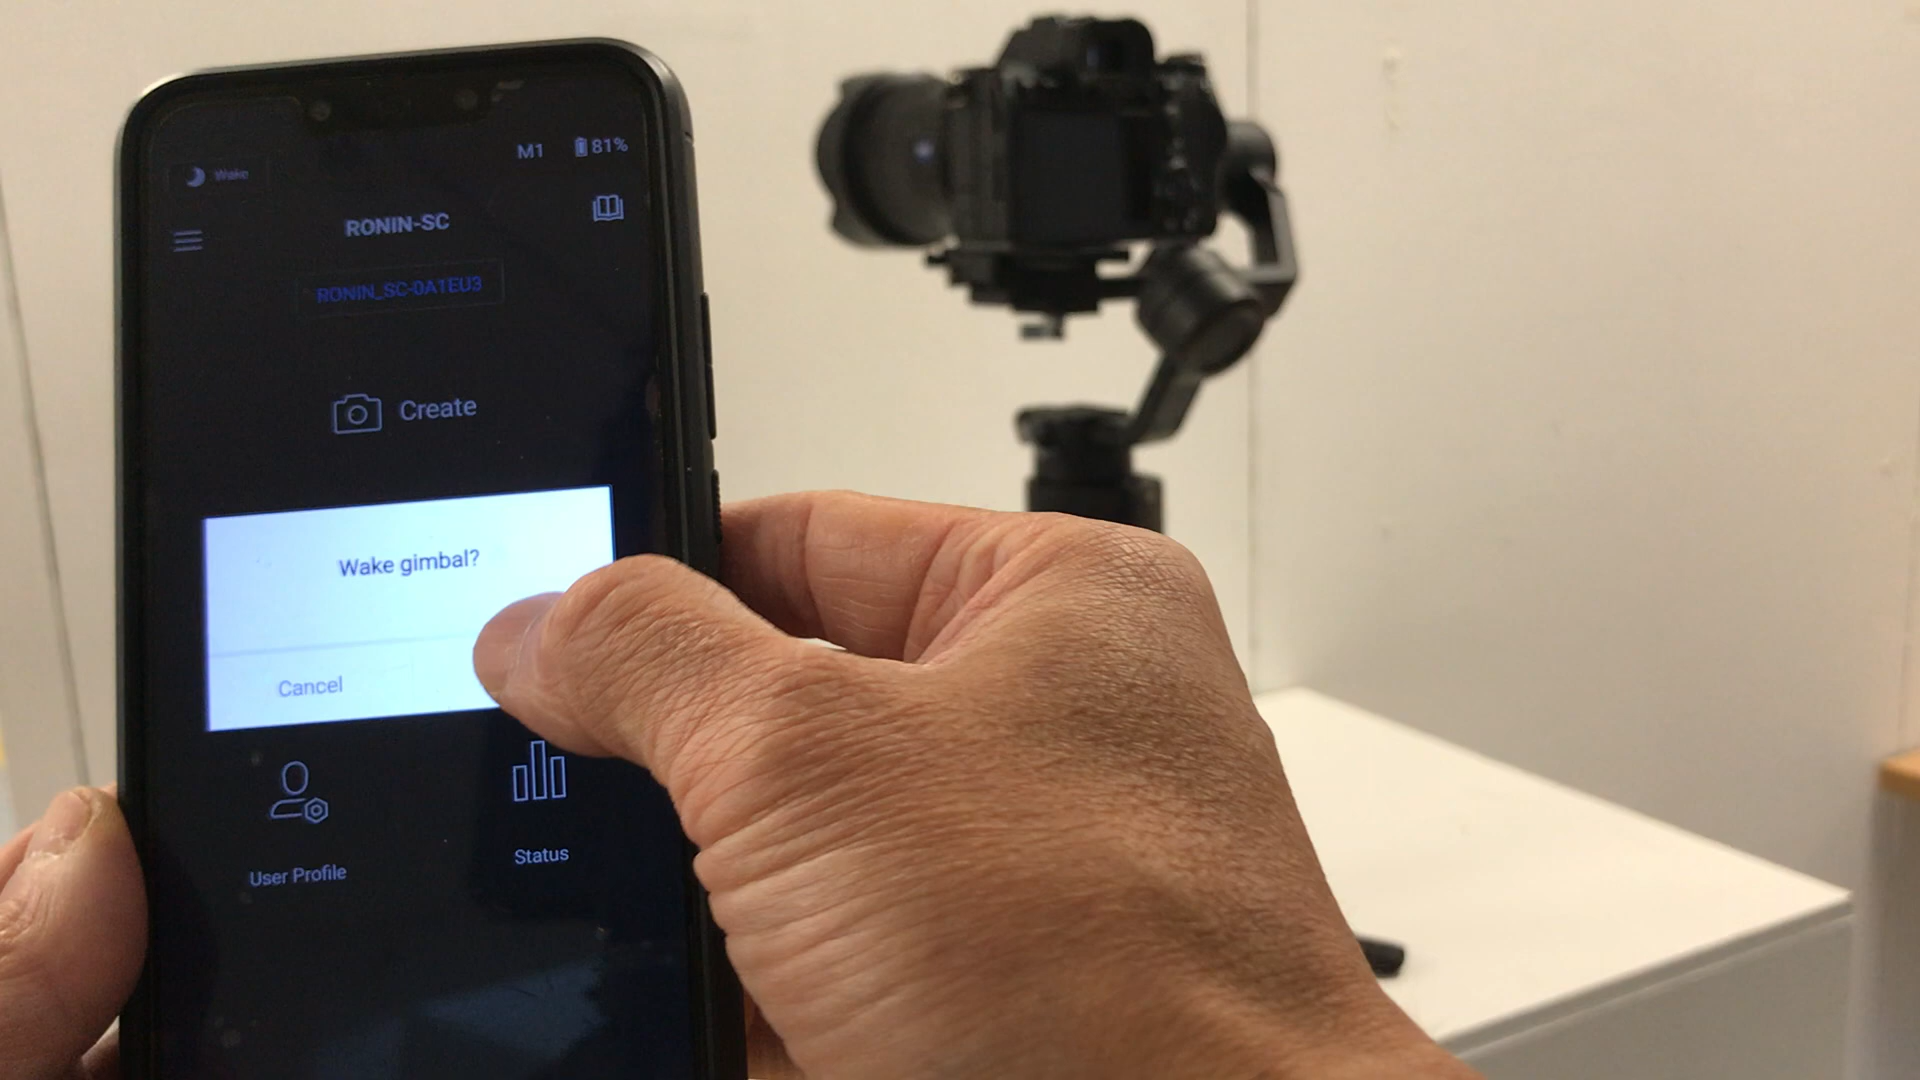 M1 81%
Wake
RONIN-SC
RONIN_SC-0A1EU3
Create
Wake gimbal?
Cancel
User Profile
Status